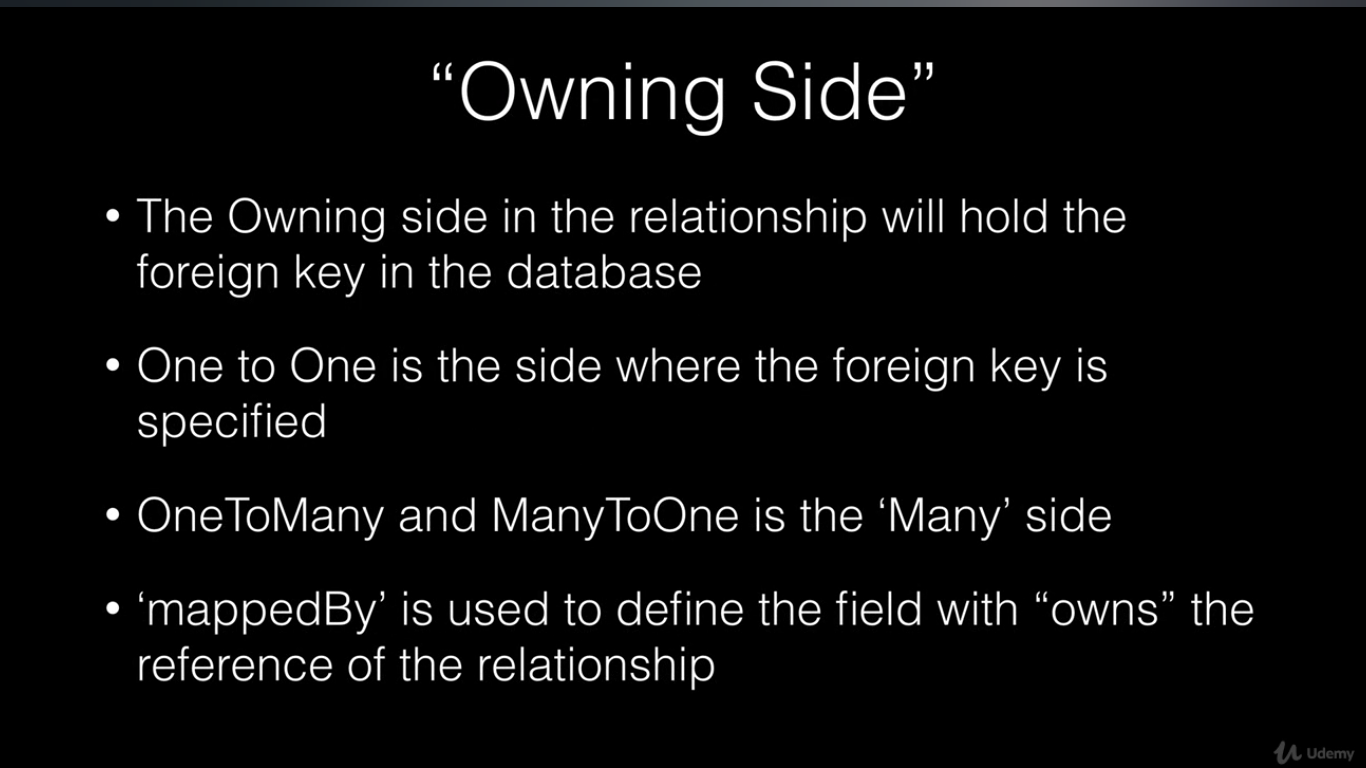 “Owning Side”
• The Owning side in the relationship will hold the
foreign key in the database
• One to One is the side where the foreign key is
specified
• OneToMany and ManyToOne is the ‘Many’ side
• ‘mappedBy’ is used to define the field with “owns” the
reference of the relationship
Udemy